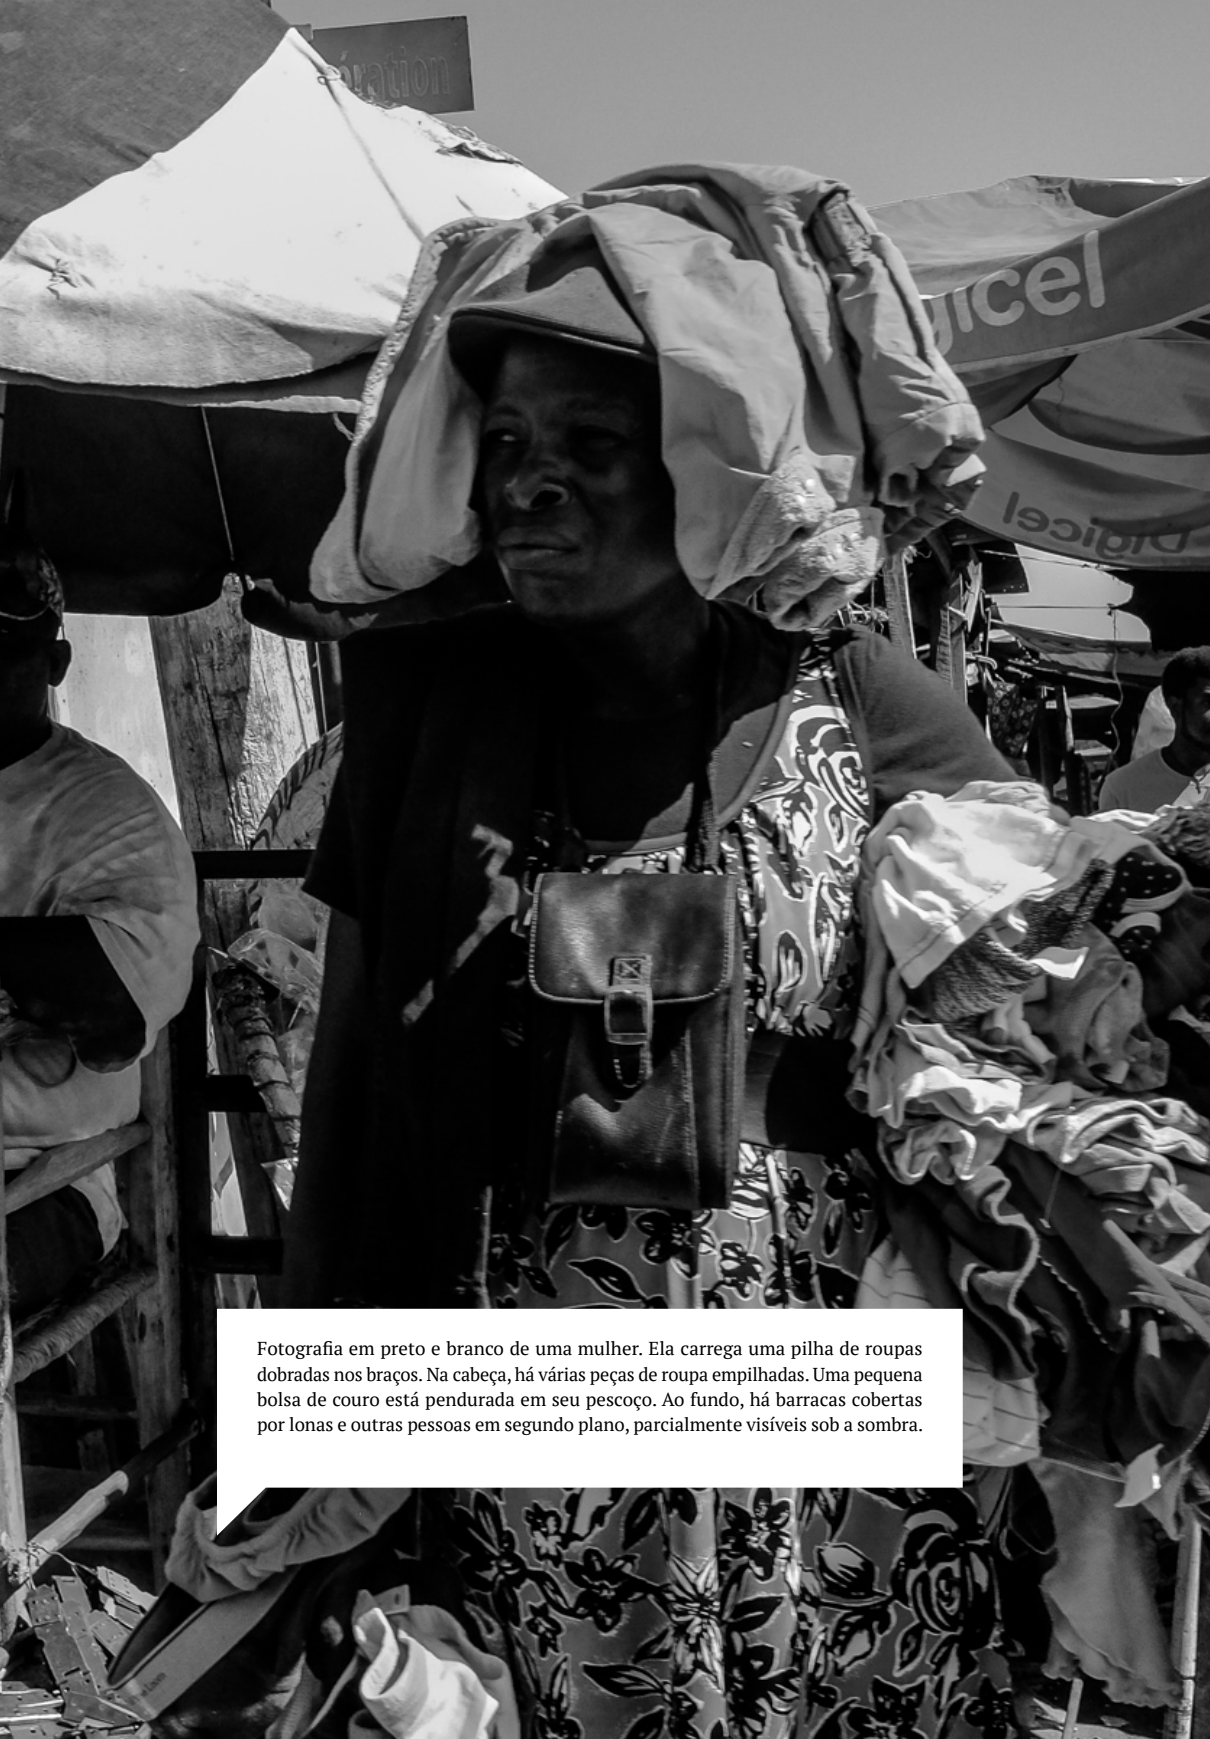 ration
gicel
Digicel
Fotografia em preto e branco de uma mulher. Ela carrega uma pilha de roupas
dobradas nos braços. Na cabeça, há várias peças de roupa empilhadas. Uma pequena
bolsa de couro está pendurada em seu pescoço. Ao fundo, há barracas cobertas
por lonas e outras pessoas em segundo plano, parcialmente visíveis sob a sombra.